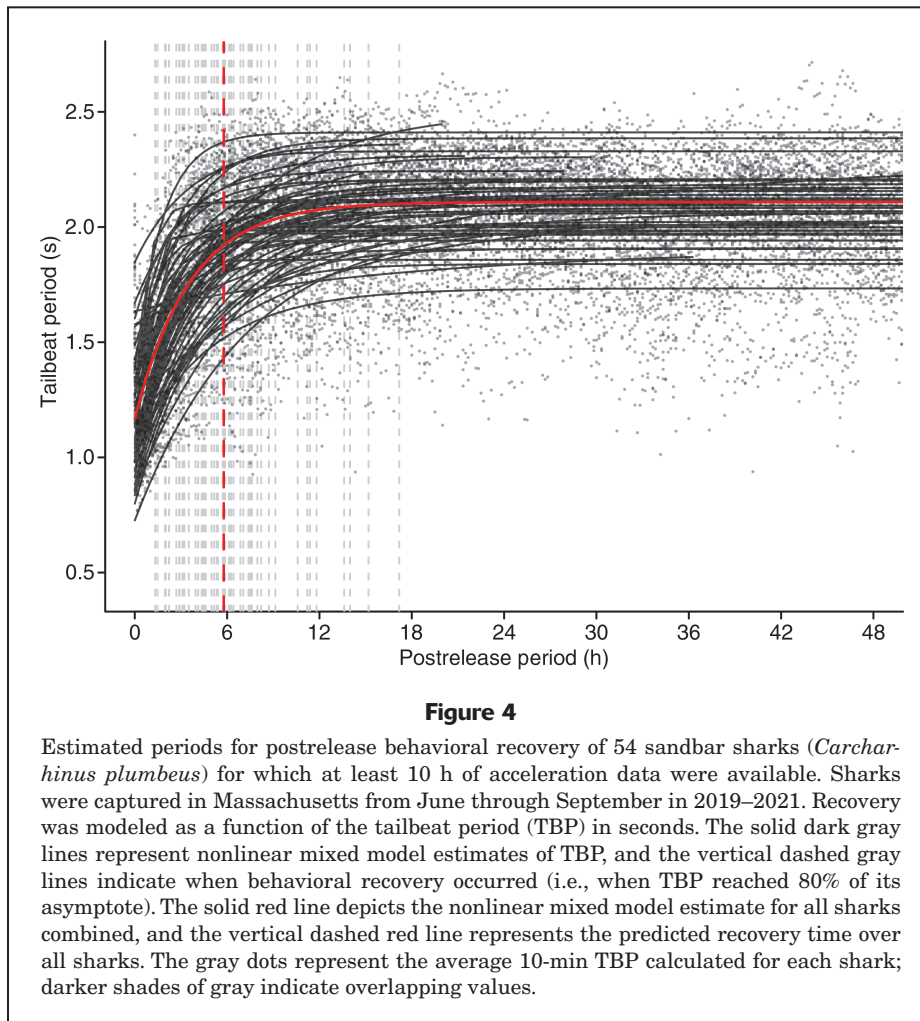 2.5
2.0
1.5
1.0
0.5
Tailbeat period (s)
0 6 12 18 24 30 36 42 48
Postrelease period (h)
Figure 4
Estimated periods for postrelease behavioral recovery of 54 sandbar sharks (Carchar-
hinus plumbeus) for which at least 10 h of acceleration data were available. Sharks
were captured in Massachusetts from June through September in 2019–2021. Recovery
was modeled as a function of the tailbeat period (TBP) in seconds. The solid dark gray
lines represent nonlinear mixed model estimates of TBP, and the vertical dashed gray
lines indicate when behavioral recovery occurred (i.e., when TBP reached 80% of its
asymptote). The solid red line depicts the nonlinear mixed model estimate for all sharks
combined, and the vertical dashed red line represents the predicted recovery time over
all sharks. The gray dots represent the average 10-min TBP calculated for each shark;
darker shades of gray indicate overlapping values.